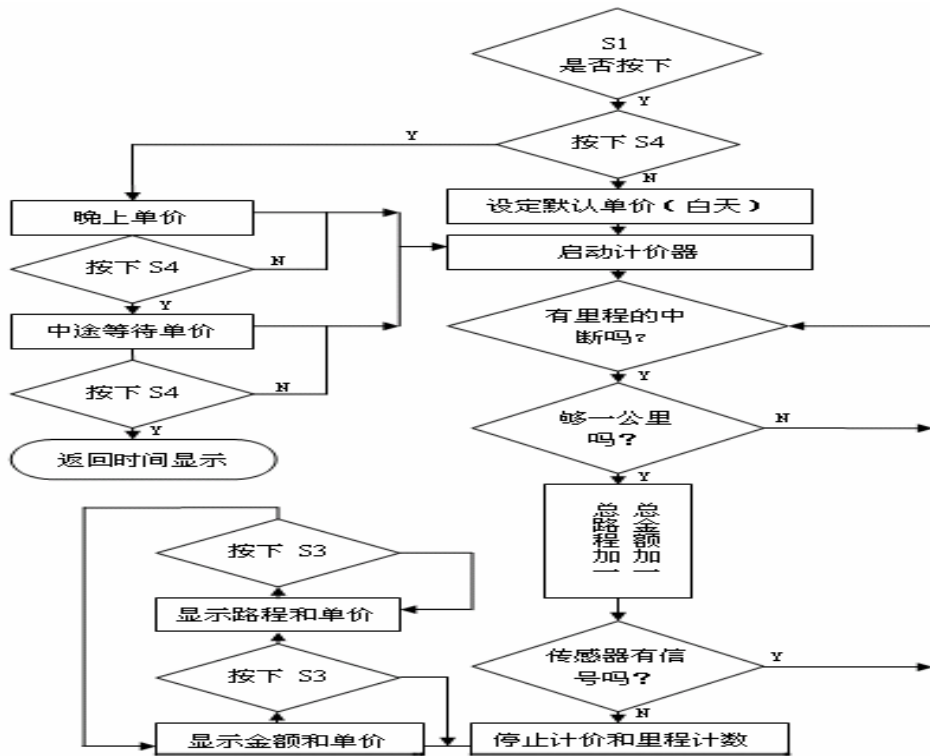 S1
是否按下
Y
Y
按下 S4
N
晚上单价
设定默认单价（白天）
启动计价器
按下 S4
N
Y
中途等待单价
有里程的中
断吗?
Y
按下 S4
N
Y
够一公里
吗?
N
Y
返回时间显示
总金额加一
总路程加一
按下 S3
显示路程和单价
传感器有信
号吗?
Y
N
按下 S3
显示金额和单价
停止计价和里程计数